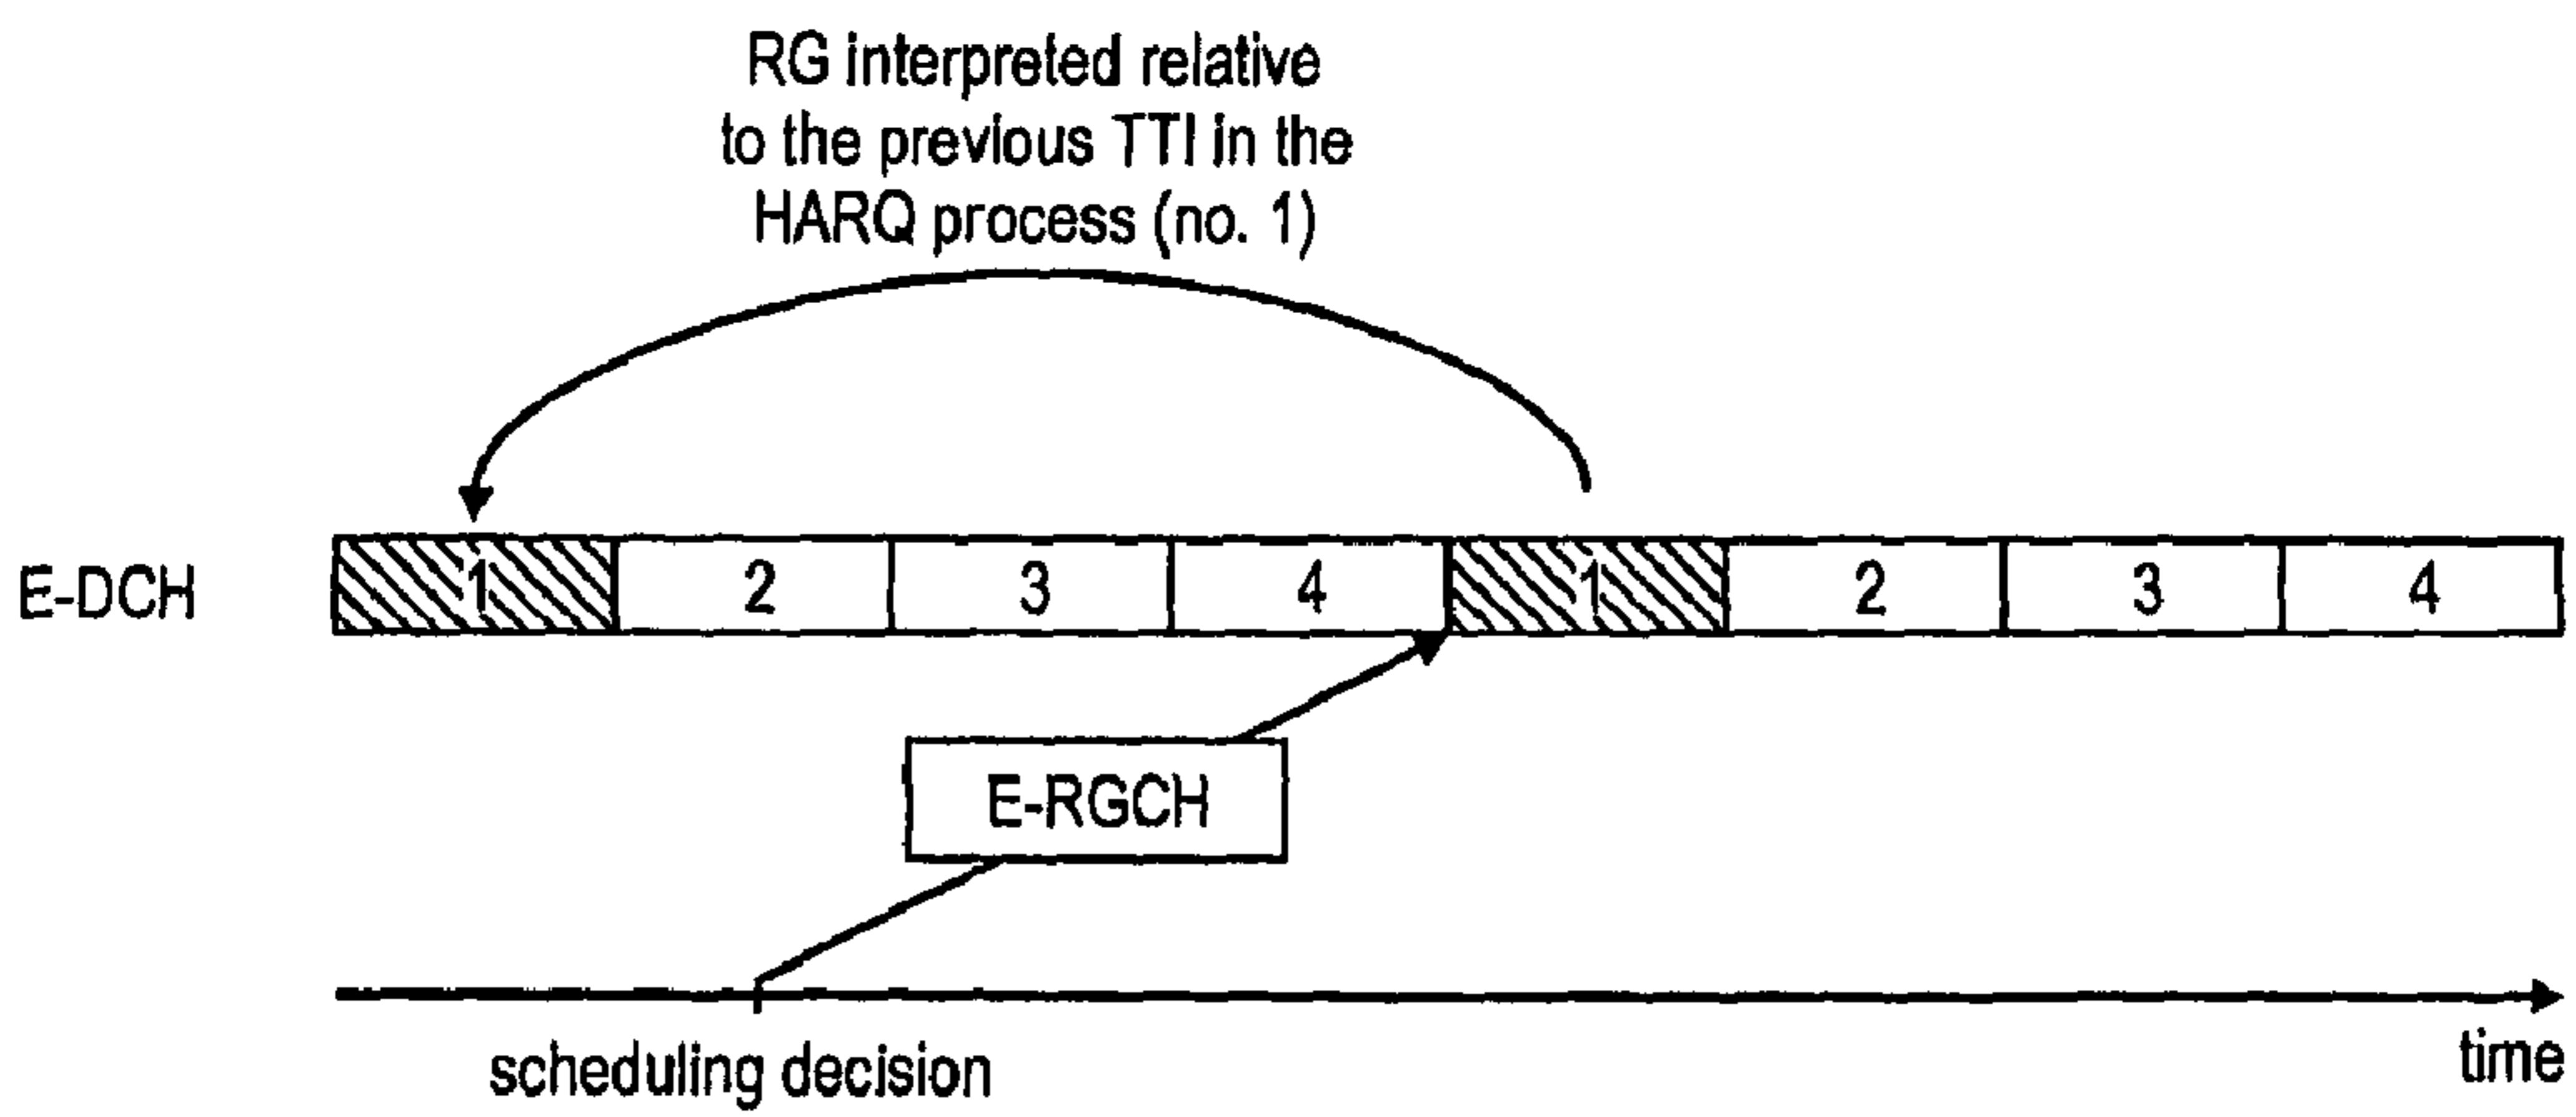 RG interpreted relative
to the previous TTI in the
HARQ process (no. 1)
E-DCH 1 2 3 4 1 2 3 4
E-RGCH
scheduling decision
time